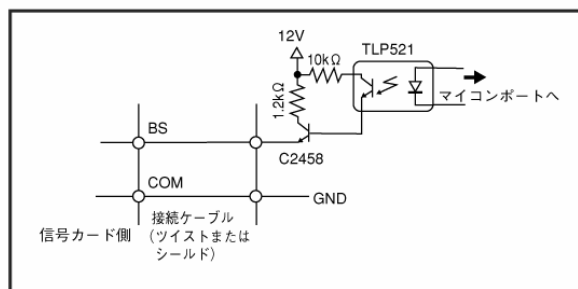 12V
10kΩ
TLP521
1.2kΩ
マイコンポートへ
BS
C2458
COM
GND
信号カード側
接続ケーブル
(ツイストまたは
シールド)